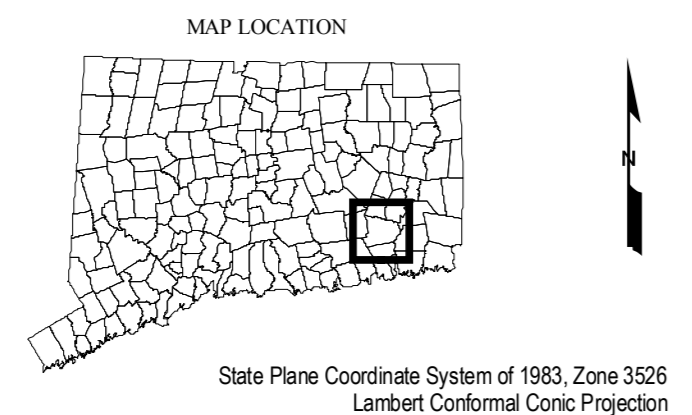 MAP LOCATION
N
State Plane Coordinate System of 1983, Zone 3526
Lambert Conformal Conic Projection